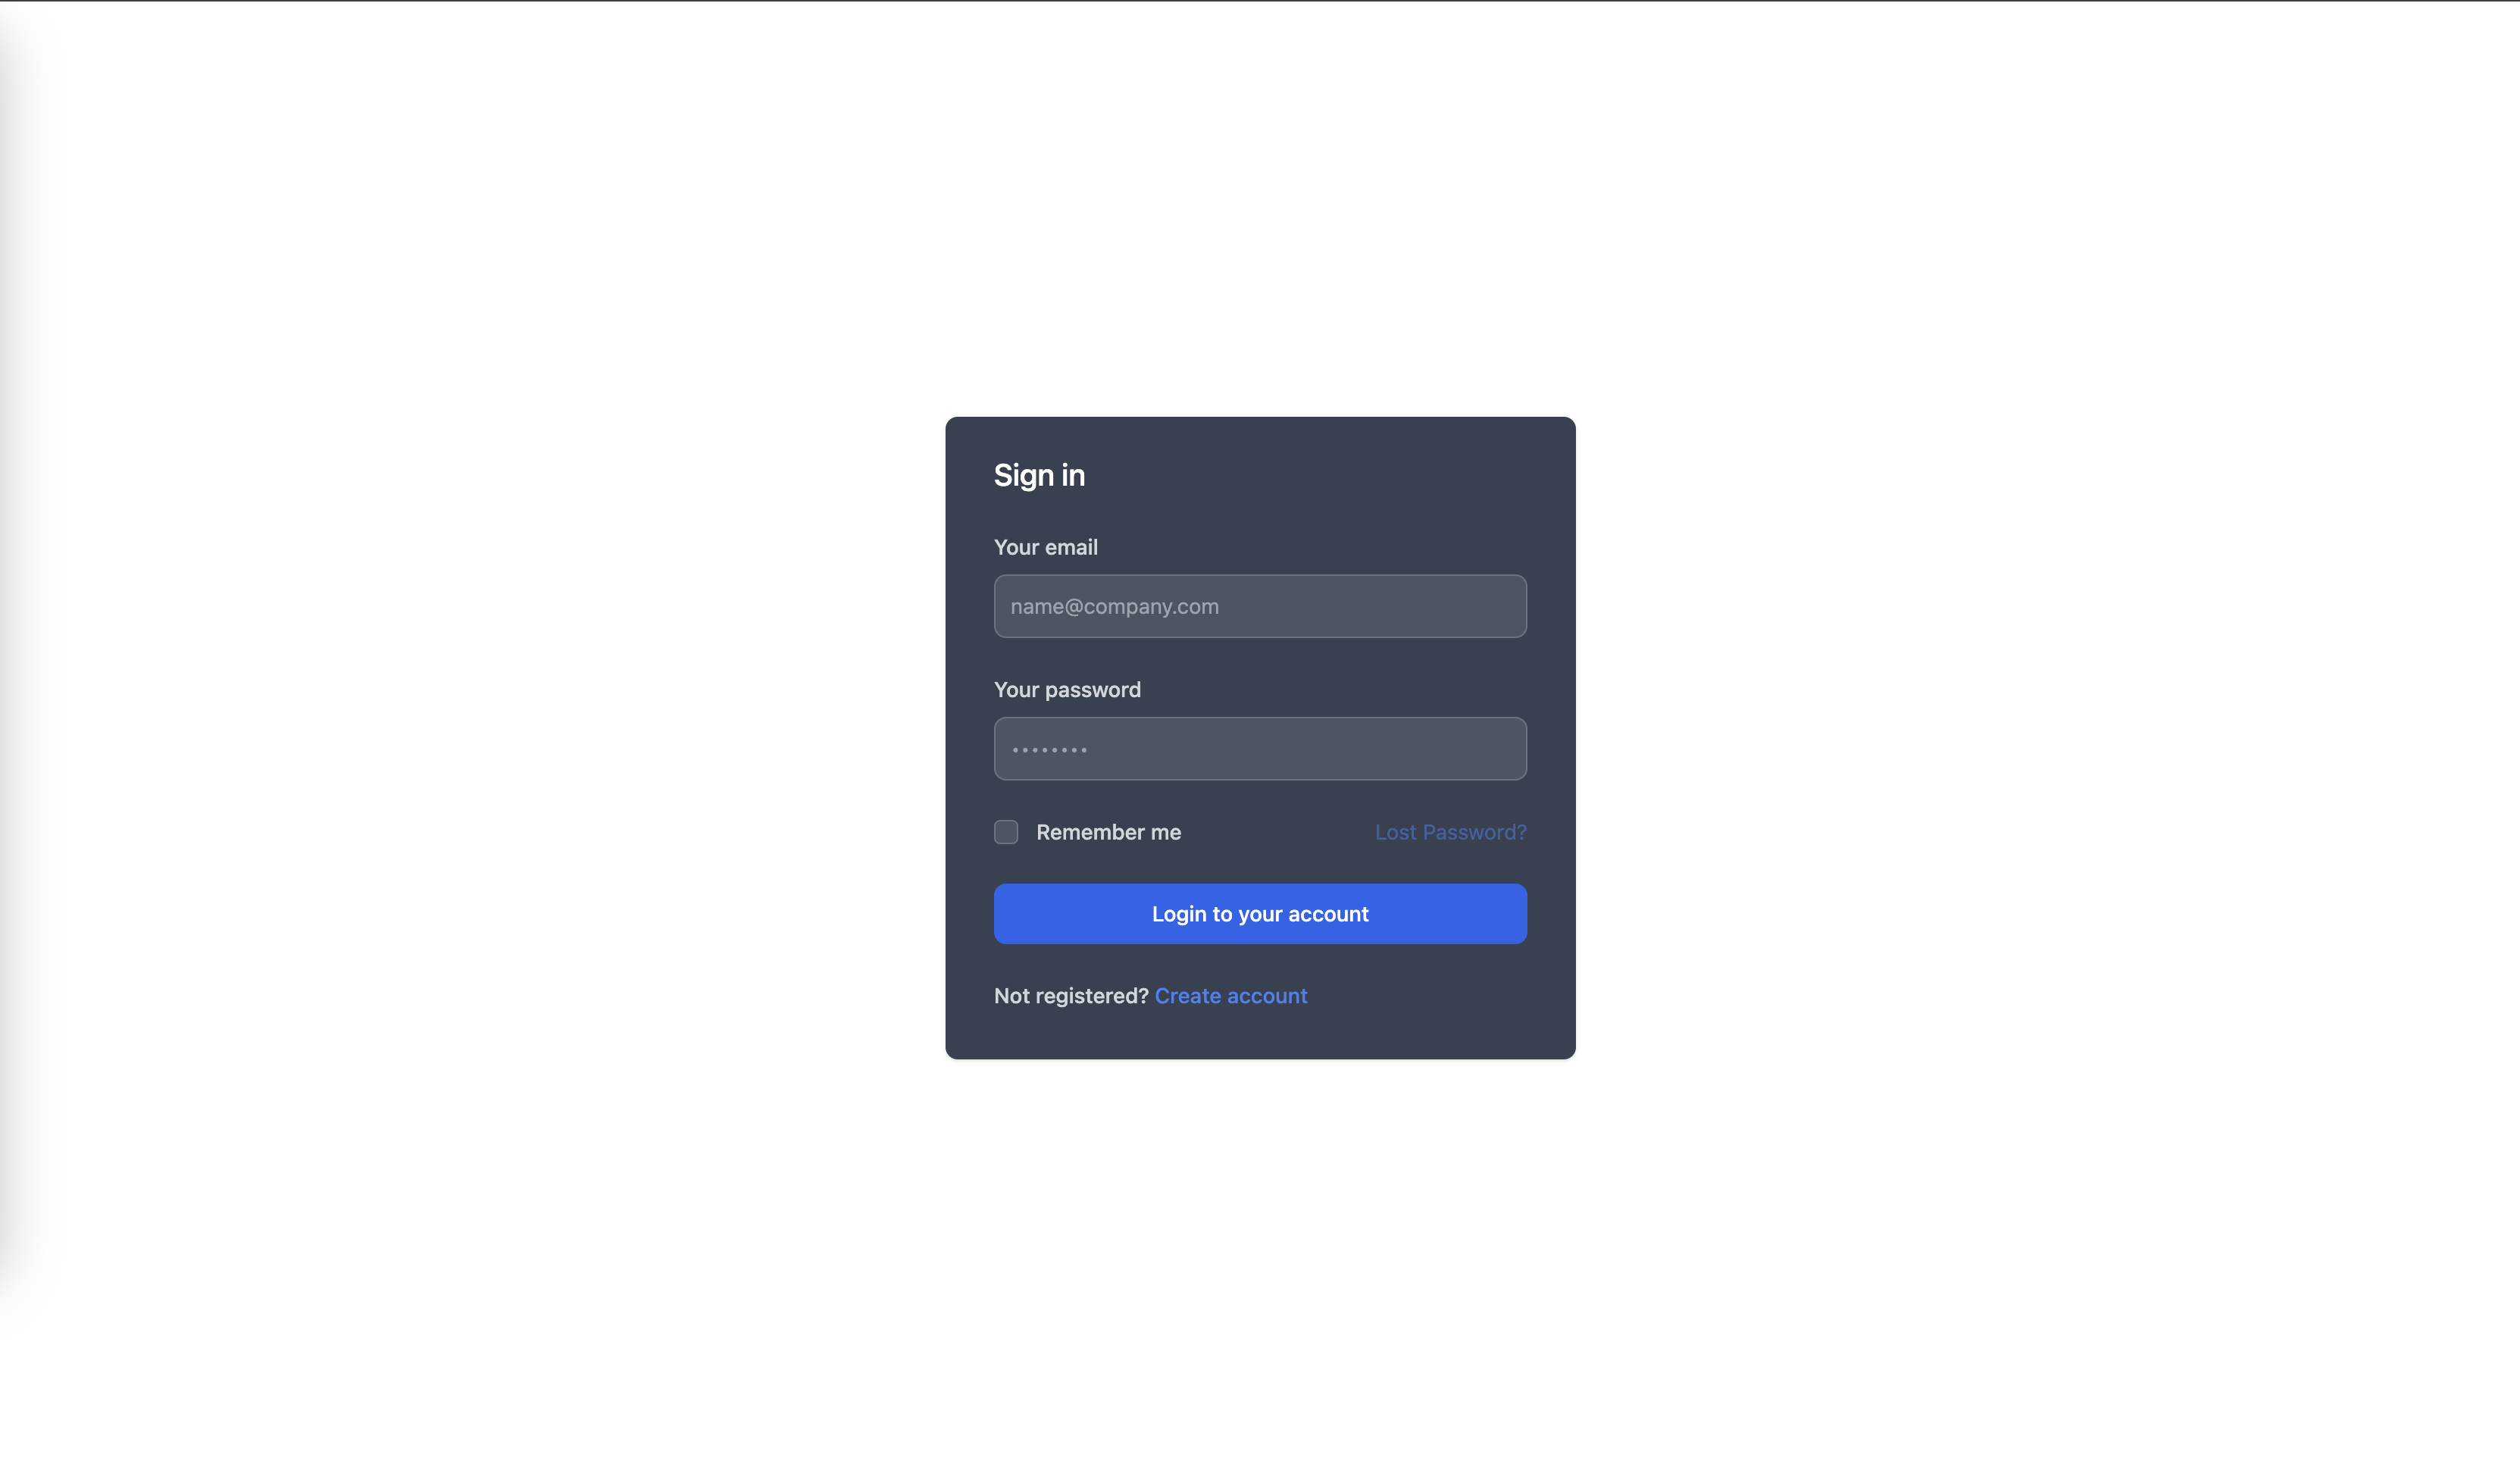 Sign in
Your email
name@company.com
Your password
••••••••
Remember me Lost Password?
Login to your account
Not registered? Create account